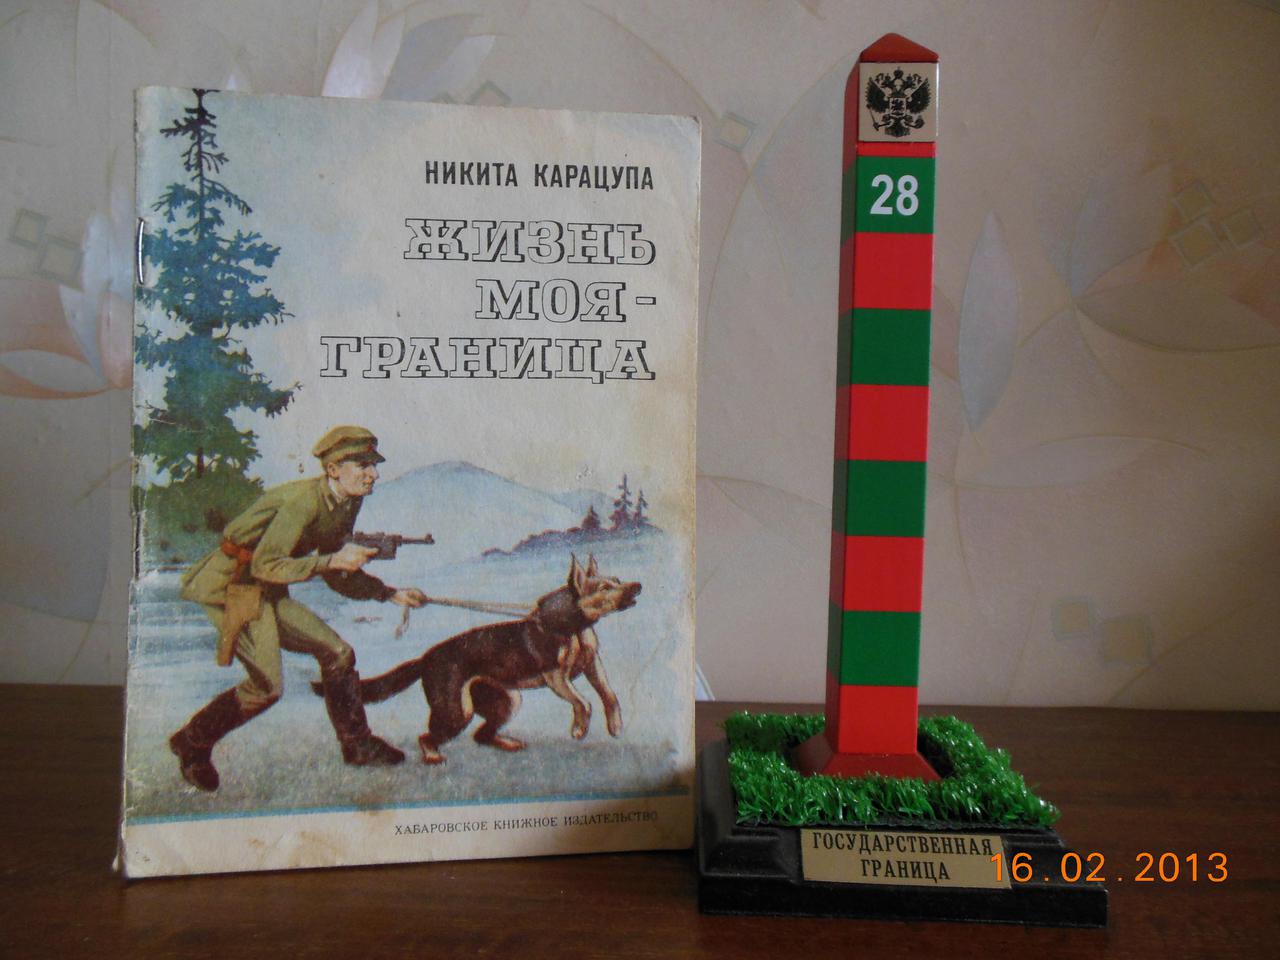 НИКИТА КАРАЦУПА
ЖИЗНЬ
МОЯ-
ГРАНИЦА
ХАБАРОВСКОЕ КНИЖНОЕ ИЗДАТЕЛЬСТВО
28
ГОСУДАРСТВЕННАЯ
ГРАНИЦА
16.02.2013